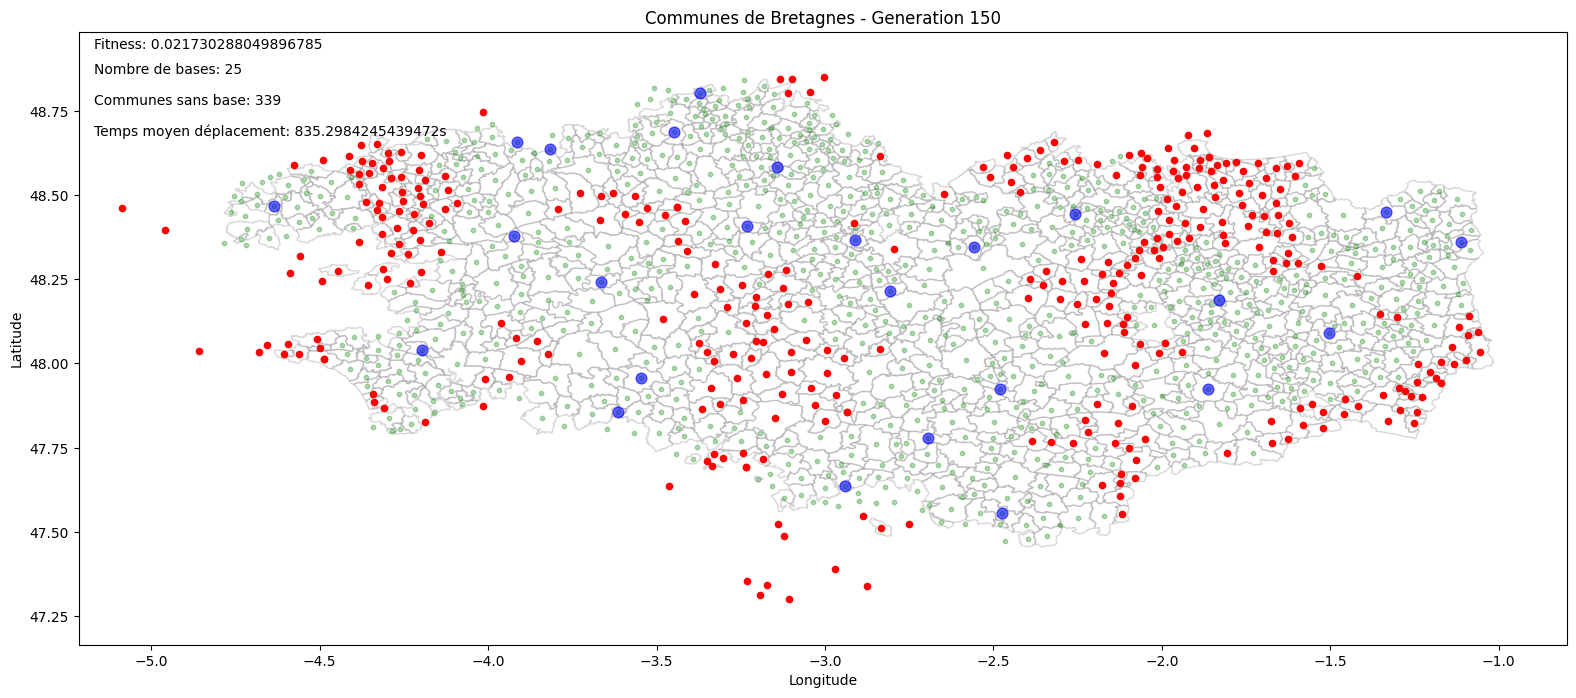 Communes de Bretagnes - Generation 150
Fitness: 0.021730288049896785
Nombre de bases: 25
Communes sans base: 339
Temps moyen déplacement: 835.2984245439472s
Latitude
48.75
48.50
48.25
48.00
47.75
47.50
47.25
−5.0 −4.5 −4.0 −3.5 −3.0 −2.5 −2.0 −1.5 −1.0
Longitude